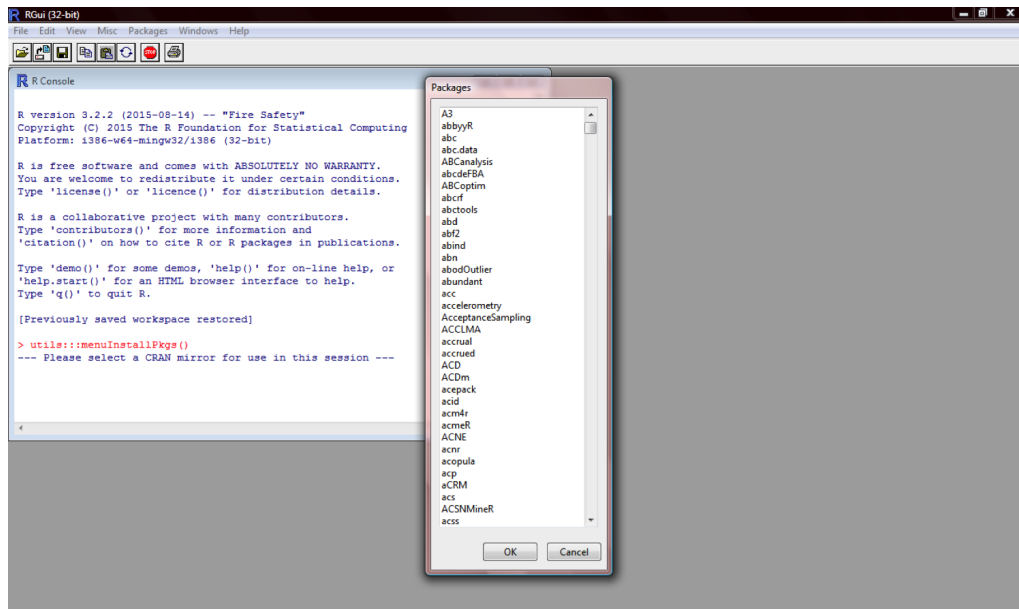 RGui (32-bit)
File Edit View Misc Packages Windows Help
STOP
R Console
R version 3.2.2 (2015-08-14) -- "Fire Safety"
Copyright (C) 2015 The R Foundation for Statistical Computing
Platform: i386-w64-mingw32/i386 (32-bit)
R is free software and comes with ABSOLUTELY NO WARRANTY.
You are welcome to redistribute it under certain conditions.
Type 'license()' or 'licence()' for distribution details.
R is a collaborative project with many contributors.
Type 'contributors()' for more information and
'citation()' on how to cite R or R packages in publications.
Type 'demo()' for some demos, 'help()' for on-line help, or
'help.start()' for an HTML browser interface to help.
Type 'q()' to quit R.
[Previously saved workspace restored]
> utils:::menuInstallPkgs()
--- Please select a CRAN mirror for use in this session ---
Packages
A3
abbyyR
abc
abc.data
ABCanalysis
abcdeFBA
ABCoptim
abcrf
abctools
abd
abf2
abind
abn
abodOutlier
abundant
acc
accelerometry
AcceptanceSampling
ACCLMA
accrual
accrued
ACD
ACDm
acepack
acid
acm4r
acmeR
ACNE
acnr
acopula
acp
aCRM
acs
ACSNMineR
acss
OK Cancel